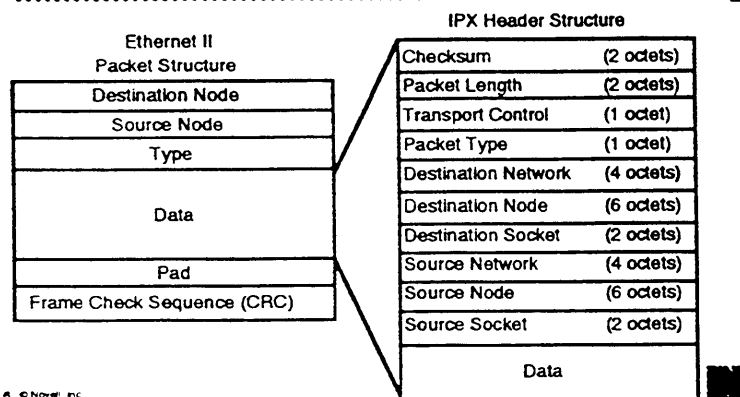 Ethernet II
Packet Structure
Destination Node
Source Node
Type
Data
Pad
Frame Check Sequence (CRC)
IPX Header Structure
Checksum (2 octets)
Packet Length (2 octets)
Transport Control (1 octet)
Packet Type (1 octet)
Destination Network (4 octets)
Destination Node (6 octets)
Destination Socket (2 octets)
Source Network (4 octets)
Source Node (6 octets)
Source Socket (2 octets)
Data
6 © Novell, Inc.